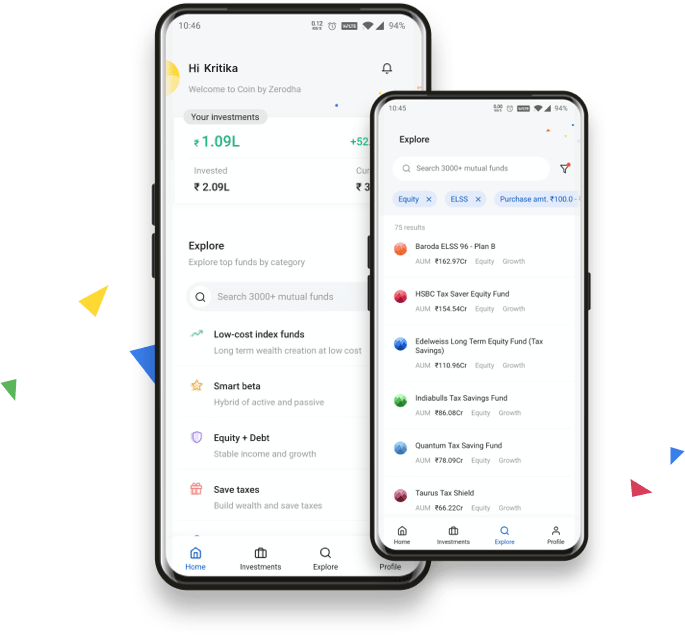 10:46
94%
Hi Kritika
Welcome to Coin by Zerodha
Your investments
₹ 1.09L
+52.
Invested
Cur
₹ 2.09L
₹ 3
Explore
Explore top funds by category
Search 3000+ mutual funds
Low-cost index funds
Long term wealth creation at low cost
Smart beta
Hybrid of active and passive
Equity + Debt
Stable income and growth
Save taxes
Build wealth and save taxes
Home
Investments
Explore
Profile
10:45
94%
Explore
Search 3000+ mutual funds
Equity ✕
ELSS ✕
Purchase amt. ₹100.0 -
75 results
Baroda ELSS 96 - Plan B
AUM ₹162.97Cr Equity Growth
HSBC Tax Saver Equity Fund
AUM ₹154.54Cr Equity Growth
Edelweiss Long Term Equity Fund (Tax
Savings)
AUM ₹110.96Cr Equity Growth
Indiabulls Tax Savings Fund
AUM ₹86.08Cr Equity Growth
Quantum Tax Saving Fund
AUM ₹78.09Cr Equity Growth
Taurus Tax Shield
AUM ₹66.22Cr Equity Growth
Home
Investments
Explore
Profile